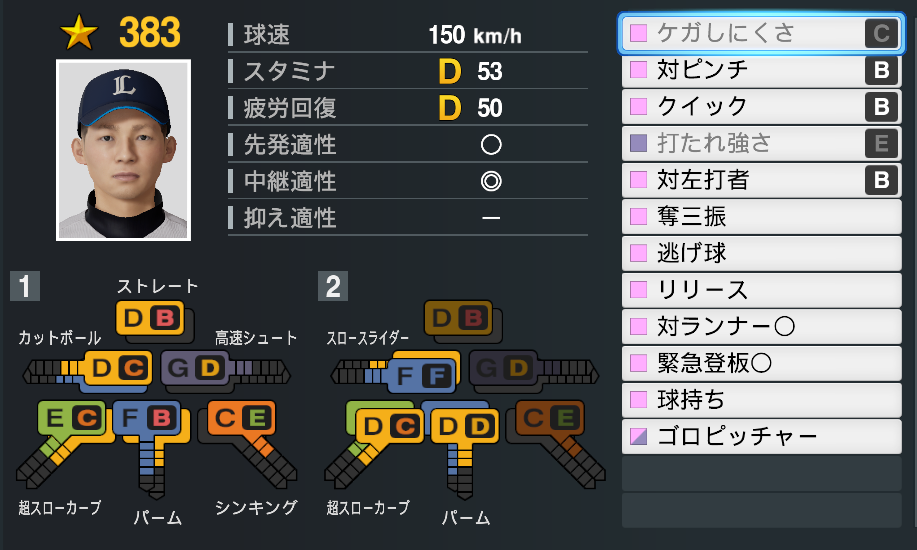 383
球速 150 km/h
スタミナ D 53
疲労回復 D 50
先発適性 ○
中継適性 ◎
抑え適性 －
L
ケガしにくさ C
対ピンチ B
クイック B
打たれ強さ E
対左打者 B
奪三振
逃げ球
リリース
対ランナー○
緊急登板○
球持ち
ゴロピッチャー
1
ストレート
D B
カットボール
高速シュート
D C
G D
E C
F B
C E
超スローカーブ
パーム
シンキング
2
D B
スロースライダー
F F
G D
D C
D D
C E
超スローカーブ
パーム